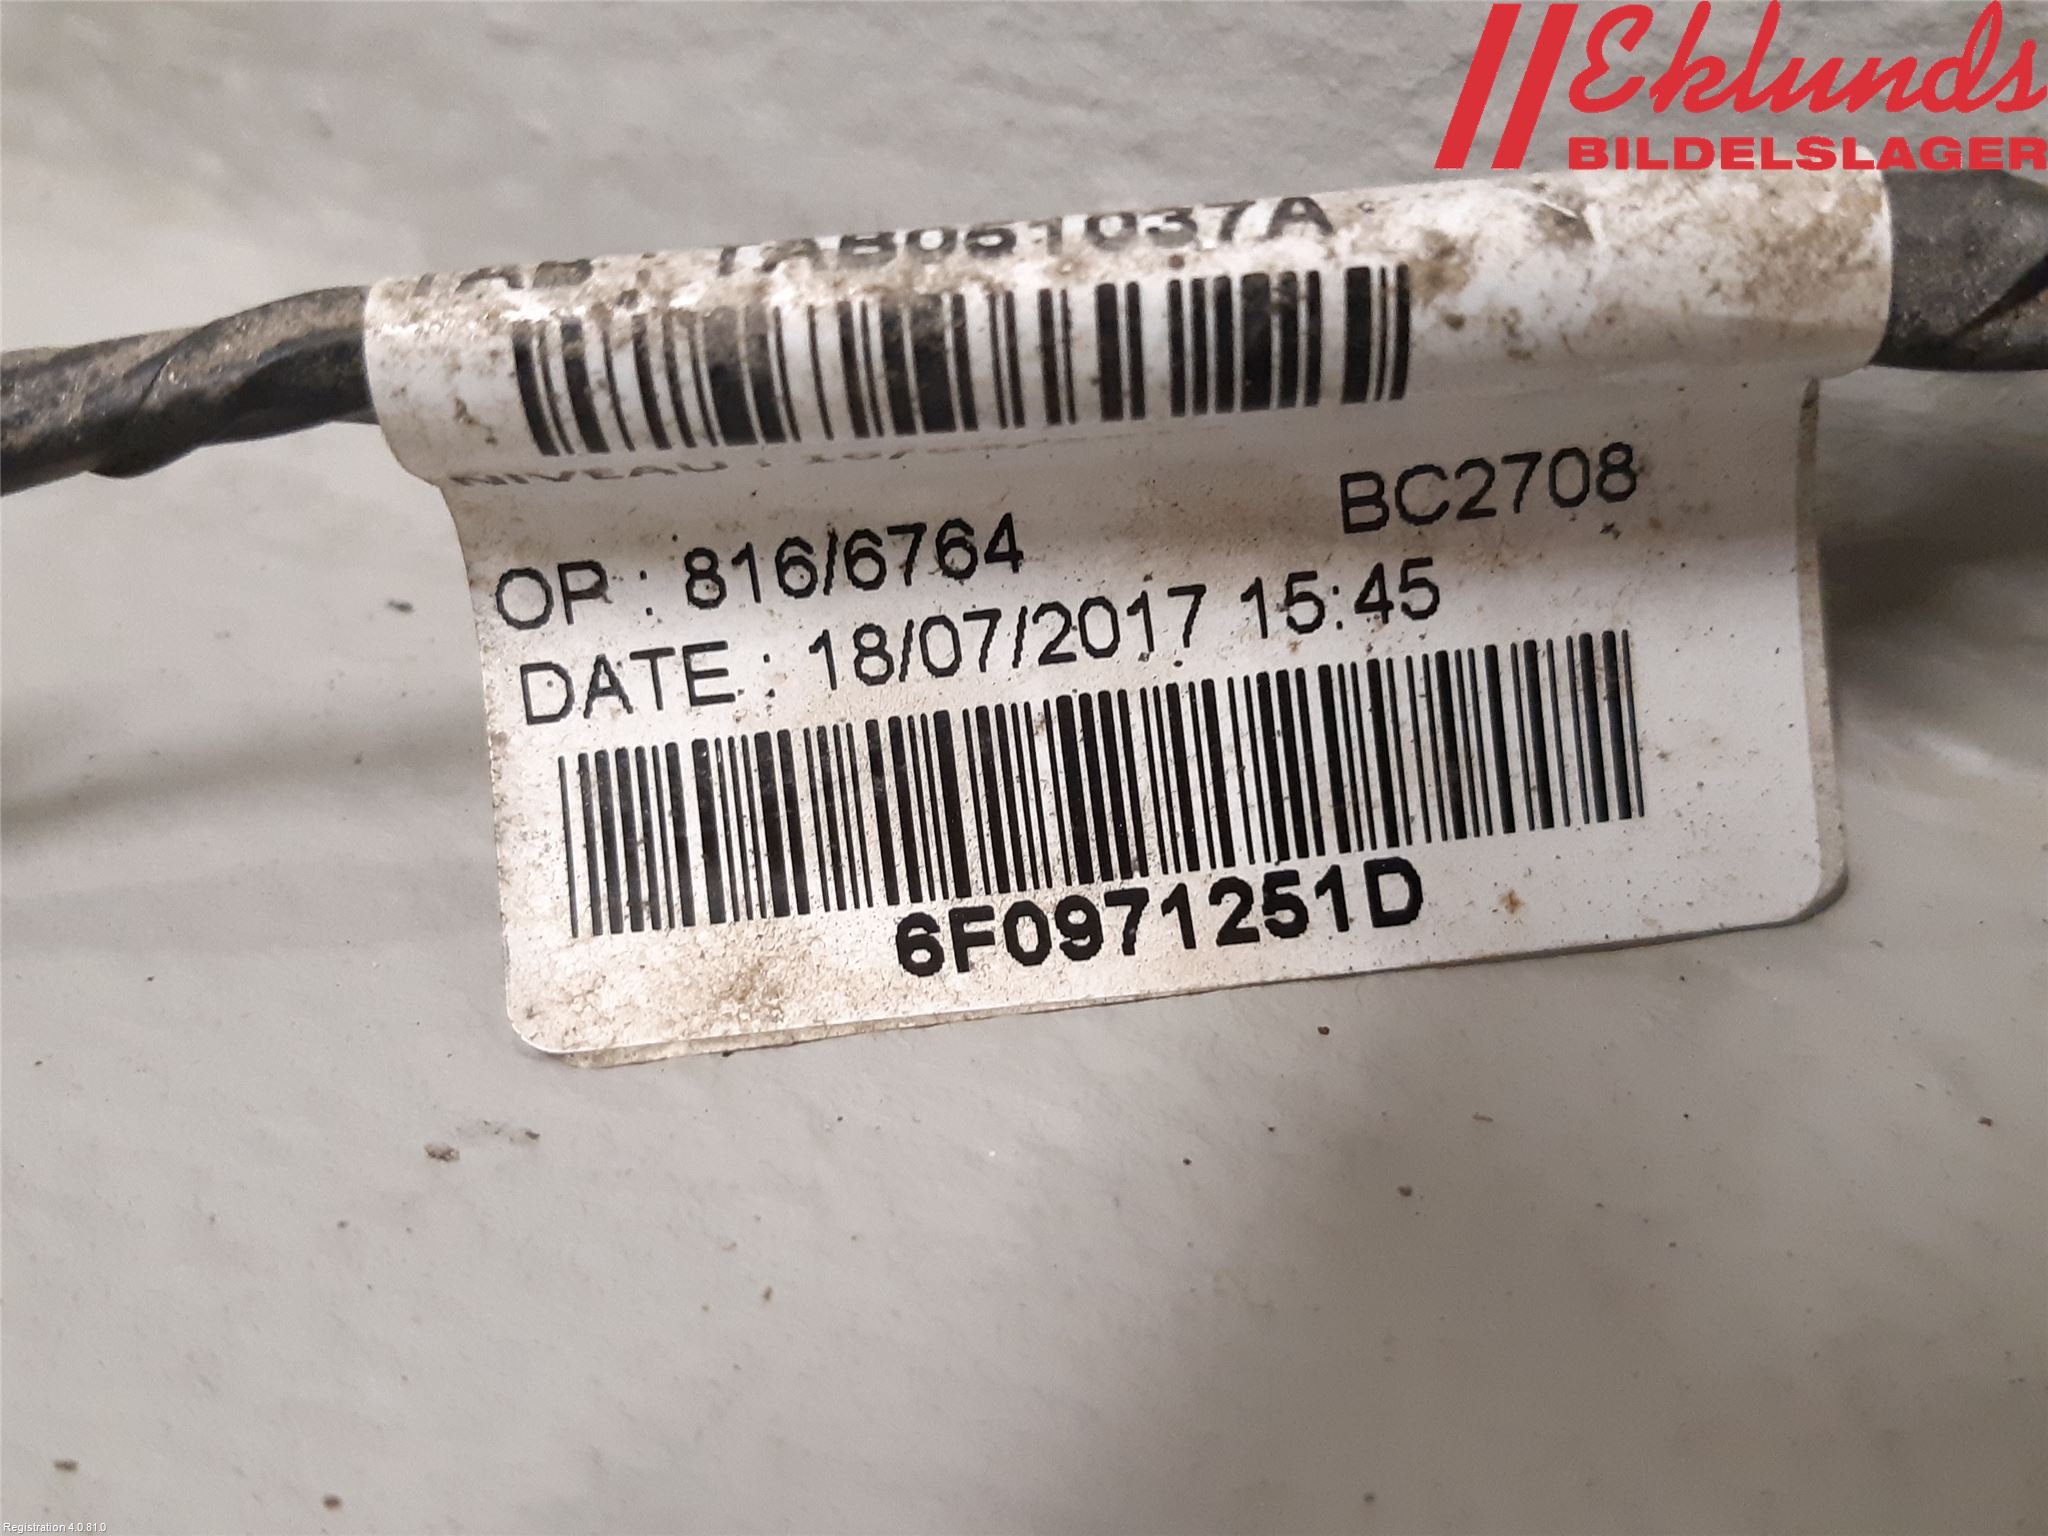 Eklunds
BILDELSLAGER
7AB051037A
NIVEAU :
BC2708
OP : 816/6764
DATE : 18/07/2017 15:45
6F0971251D
Registration 4.0.81.0